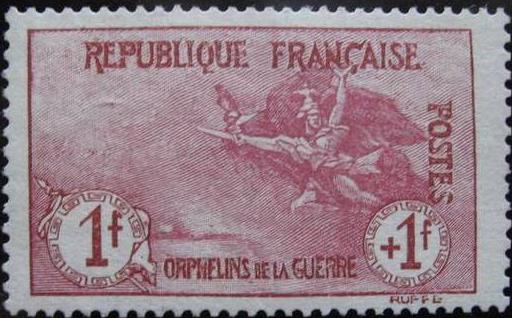 REPUBLIQUE FRANÇAISE
POSTES
1f
ORPHELINS DE LA GUERRE
+1f
RUFFE